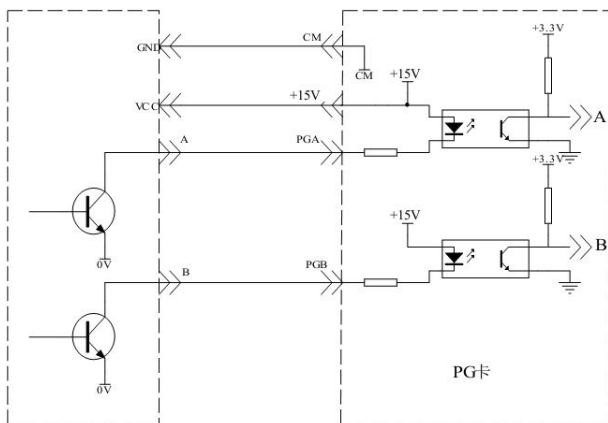 GND
CM
CM
+3.3V
VCC
+15V
+15V
A
A
PGA
+3.3V
0V
+15V
B
B
PGB
0V
PG卡